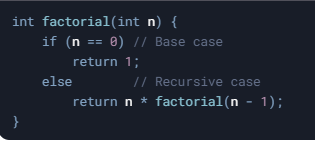 int factorial(int n) {
    if (n == 0) // Base case
        return 1;
    else        // Recursive case
        return n * factorial(n - 1);
}